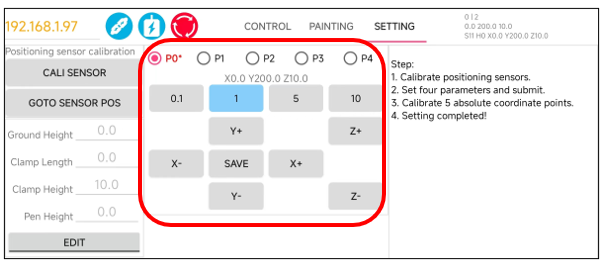 192.168.1.97
CONTROL PAINTING SETTING
0 | 2
0.0 200.0 10.0
S11 H0 X0.0 Y200.0 Z10.0
Positioning sensor calibration
CALI SENSOR
GOTO SENSOR POS
Ground Height 0.0
Clamp Length 0.0
Clamp Height 10.0
Pen Height 0.0
EDIT
P0* P1 P2 P3 P4
X0.0 Y200.0 Z10.0
0.1 1 5 10
Y+ Z+
X- SAVE X+
Y- Z-
Step:
1. Calibrate positioning sensors.
2. Set four parameters and submit.
3. Calibrate 5 absolute coordinate points.
4. Setting completed!